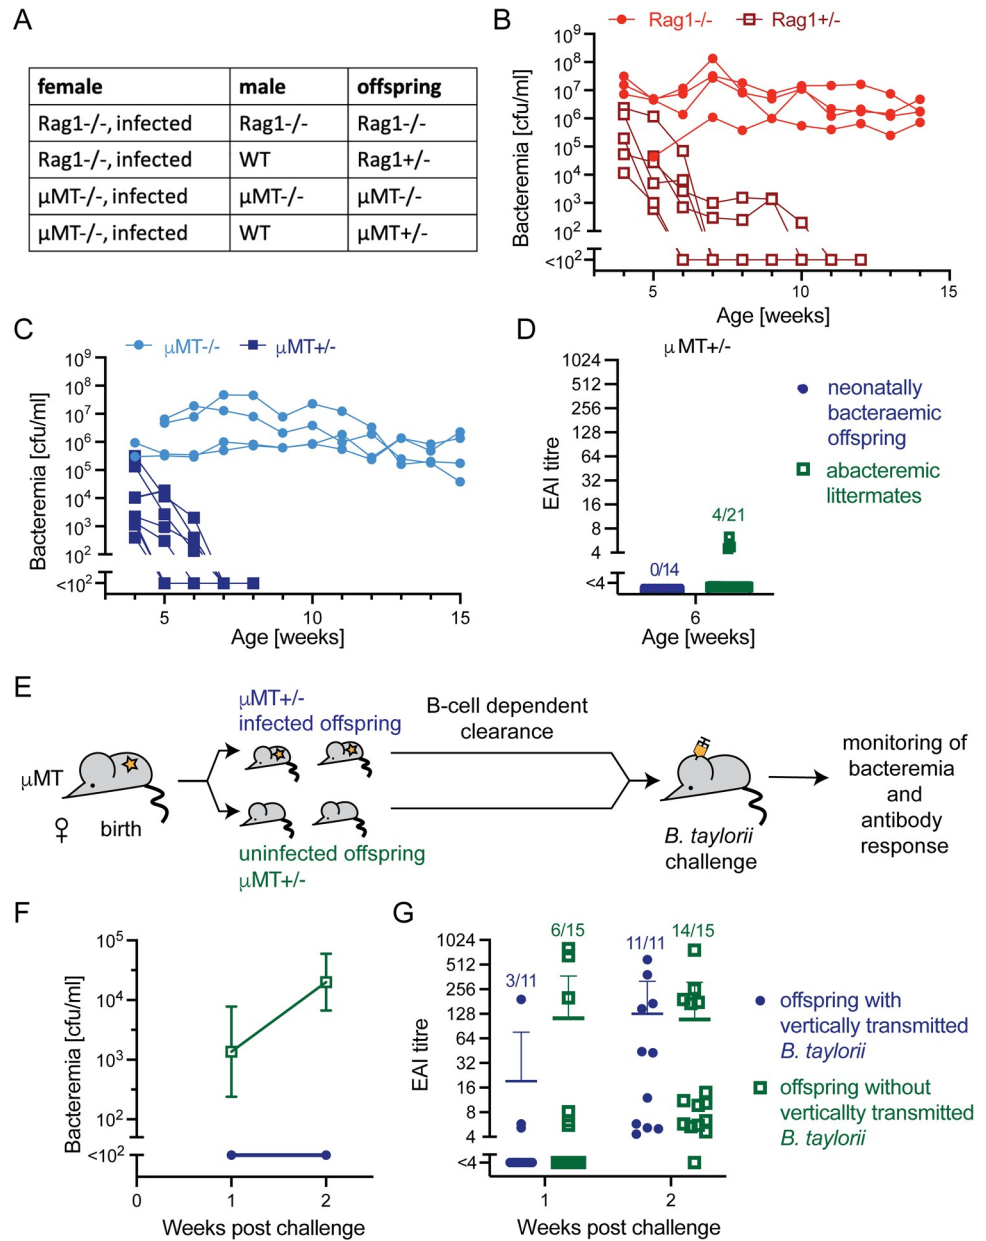 A
female male offspring
Rag1-/-, infected Rag1-/- Rag1-/-
Rag1-/-, infected WT Rag1+/-
µMT-/-, infected µMT-/- µMT-/-
µMT-/-, infected WT µMT+/-
B
Rag1-/- Rag1+/-
Bacteremia [cfu/ml]
10⁹
10⁸
10⁷
10⁶
10⁵
10⁴
10³
10²
<10²
5 10 15
Age [weeks]
C
µMT-/- µMT+/-
Bacteremia [cfu/ml]
10⁹
10⁸
10⁷
10⁶
10⁵
10⁴
10³
10²
<10²
5 10 15
Age [weeks]
D
µ MT+/-
EAI titre
1024
512
256
128
64
32
16
8
4
<4
0/14
4/21
6
Age [weeks]
neonatally
bacteraemic
offspring
abacteremic
littermates
E
µMT
♀ birth
µMT+/-
infected offspring
uninfected offspring
µMT+/-
B-cell dependent
clearance
B. taylorii
challenge
monitoring of
bacteremia
and
antibody
response
F
Bacteremia [cfu/ml]
10⁵
10⁴
10³
10²
<10²
0 1 2
Weeks post challenge
G
EAI titre
1024
512
256
128
64
32
16
8
4
<4
3/11
6/15
11/11
14/15
1 2
Weeks post challenge
offspring with
vertically transmitted
B. taylorii
offspring without
verticallty transmitted
B. taylorii